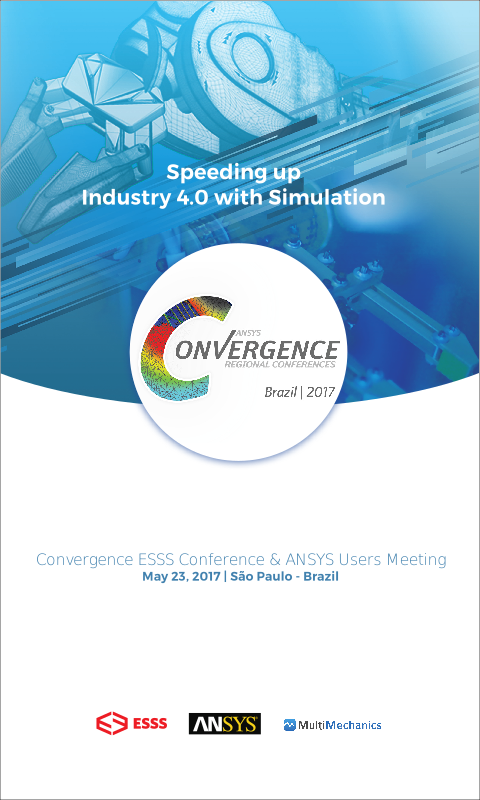 Speeding up
Industry 4.0 with Simulation
ANSYS
CONVERGENCE
REGIONAL CONFERENCES
Brazil | 2017
Convergence ESSS Conference & ANSYS Users Meeting
May 23, 2017 | São Paulo - Brazil
ESSS ANSYS MultiMechanics